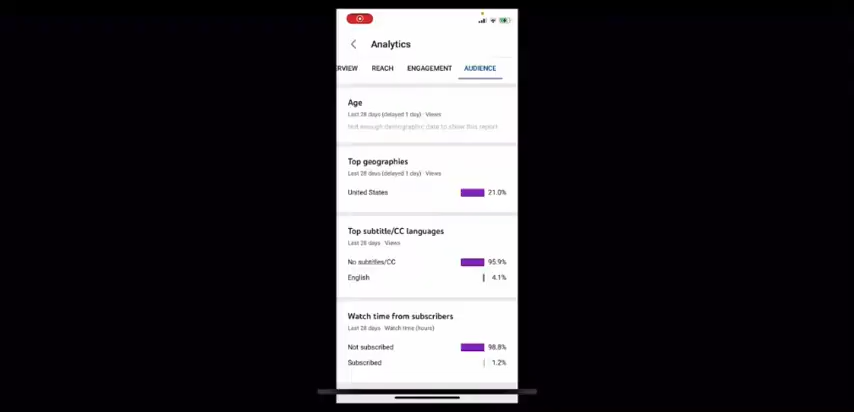 Analytics
ERVIEW REACH ENGAGEMENT AUDIENCE
Age
Last 28 days (delayed 1 day) · Views
Not enough demographic data to show this report
Top geographies
Last 28 days (delayed 1 day) · Views
United States 21.0%
Top subtitle/CC languages
Last 28 days · Views
No subtitles/CC 95.9%
English 4.1%
Watch time from subscribers
Last 28 days · Watch time (hours)
Not subscribed 98.8%
Subscribed 1.2%